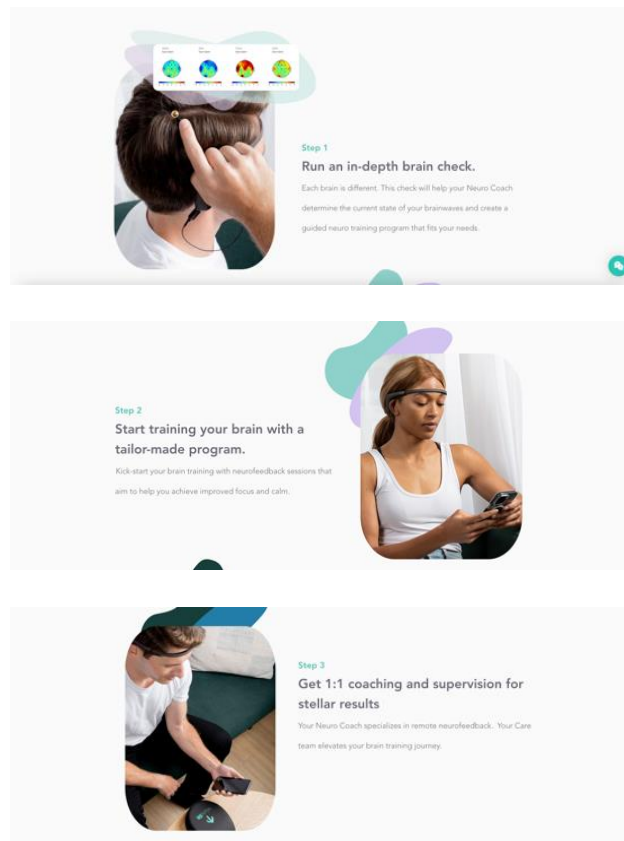 Step 1
Run an in-depth brain check.
Each brain is different. This check will help your Neuro Coach
determine the current state of your brainwaves and create a
guided neuro training program that fits your needs.
Step 2
Start training your brain with a
tailor-made program.
Kick-start your brain training with neurofeedback sessions that
aim to help you achieve improved focus and calm.
Step 3
Get 1:1 coaching and supervision for
stellar results
Your Neuro Coach specializes in remote neurofeedback. Your Care
team elevates your brain training journey.